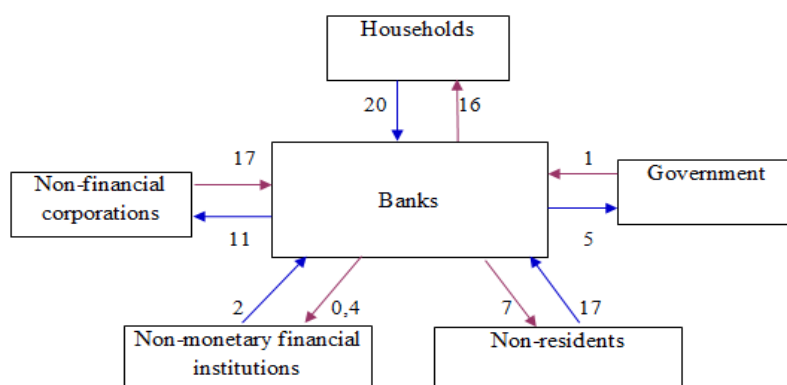 Households
20
16
17
1
Non-financial
corporations
Banks
Government
11
5
2
0,4
7
17
Non-monetary financial
institutions
Non-residents